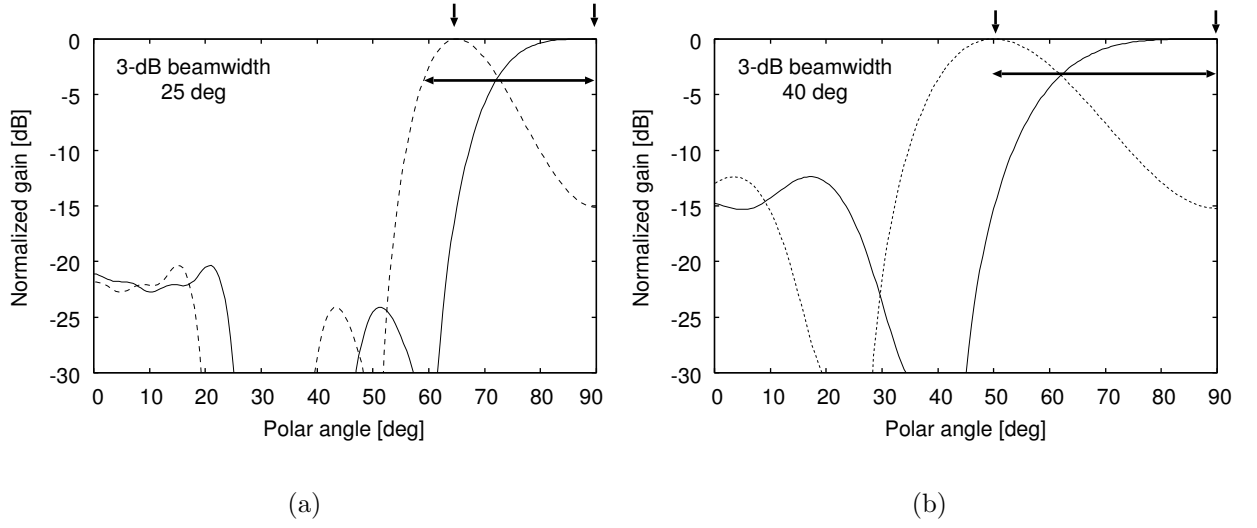 0
-5
-10
-15
-20
-25
-30
Normalized gain [dB]
3-dB beamwidth
25 deg
0 10 20 30 40 50 60 70 80 90
Polar angle [deg]
(a)
0
-5
-10
-15
-20
-25
-30
Normalized gain [dB]
3-dB beamwidth
40 deg
0 10 20 30 40 50 60 70 80 90
Polar angle [deg]
(b)